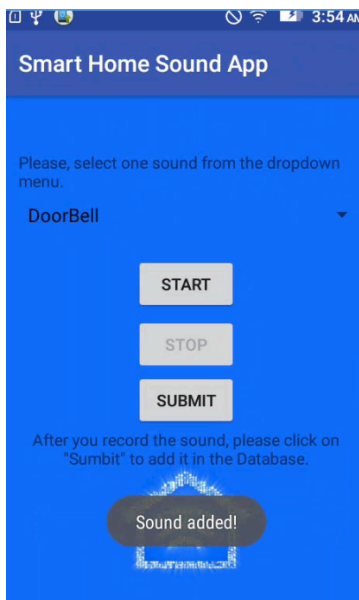 3:54 AM
Smart Home Sound App
Please, select one sound from the dropdown
menu.
DoorBell
START
STOP
SUBMIT
After you record the sound, please click on
"Sumbit" to add it in the Database.
Sound added!